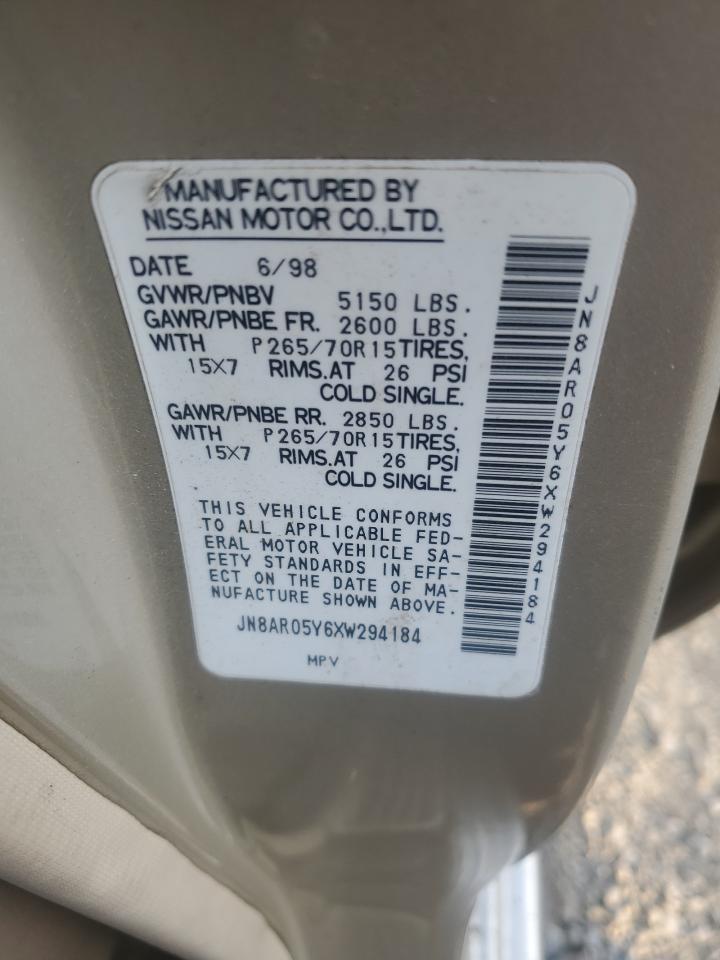 MANUFACTURED BY
NISSAN MOTOR CO.,LTD.
DATE 6/98
GVWR/PNBV 5150 LBS.
GAWR/PNBE FR. 2600 LBS.
WITH P265/70R15TIRES,
15X7 RIMS.AT 26 PSI
COLD SINGLE.
GAWR/PNBE RR. 2850 LBS.
WITH P265/70R15TIRES,
15X7 RIMS.AT 26 PSI
COLD SINGLE.
THIS VEHICLE CONFORMS
TO ALL APPLICABLE FED-
ERAL MOTOR VEHICLE SA-
FETY STANDARDS IN EFF-
ECT ON THE DATE OF MA-
NUFACTURE SHOWN ABOVE.
JN8AR05Y6XW294184
MPV
JN8AR05Y6XW294184